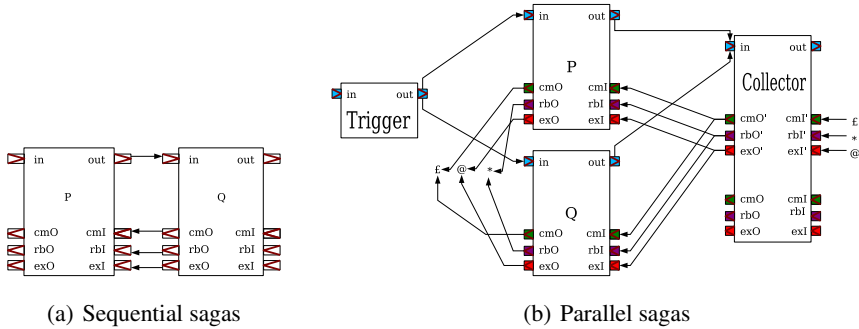 in out
P
cmO cmI
rbO rbI
exO exI
in out
Q
cmO cmI
rbO rbI
exO exI
(a) Sequential sagas
in out
Trigger
in out
P
cmO cmI
rbO rbI
exO exI
£ @ *
in out
Q
cmO cmI
rbO rbI
exO exI
in out
Collector
cmO' cmI' £
rbO' rbI' *
exO' exI' @
cmO cmI
rbO rbI
exO exI
(b) Parallel sagas